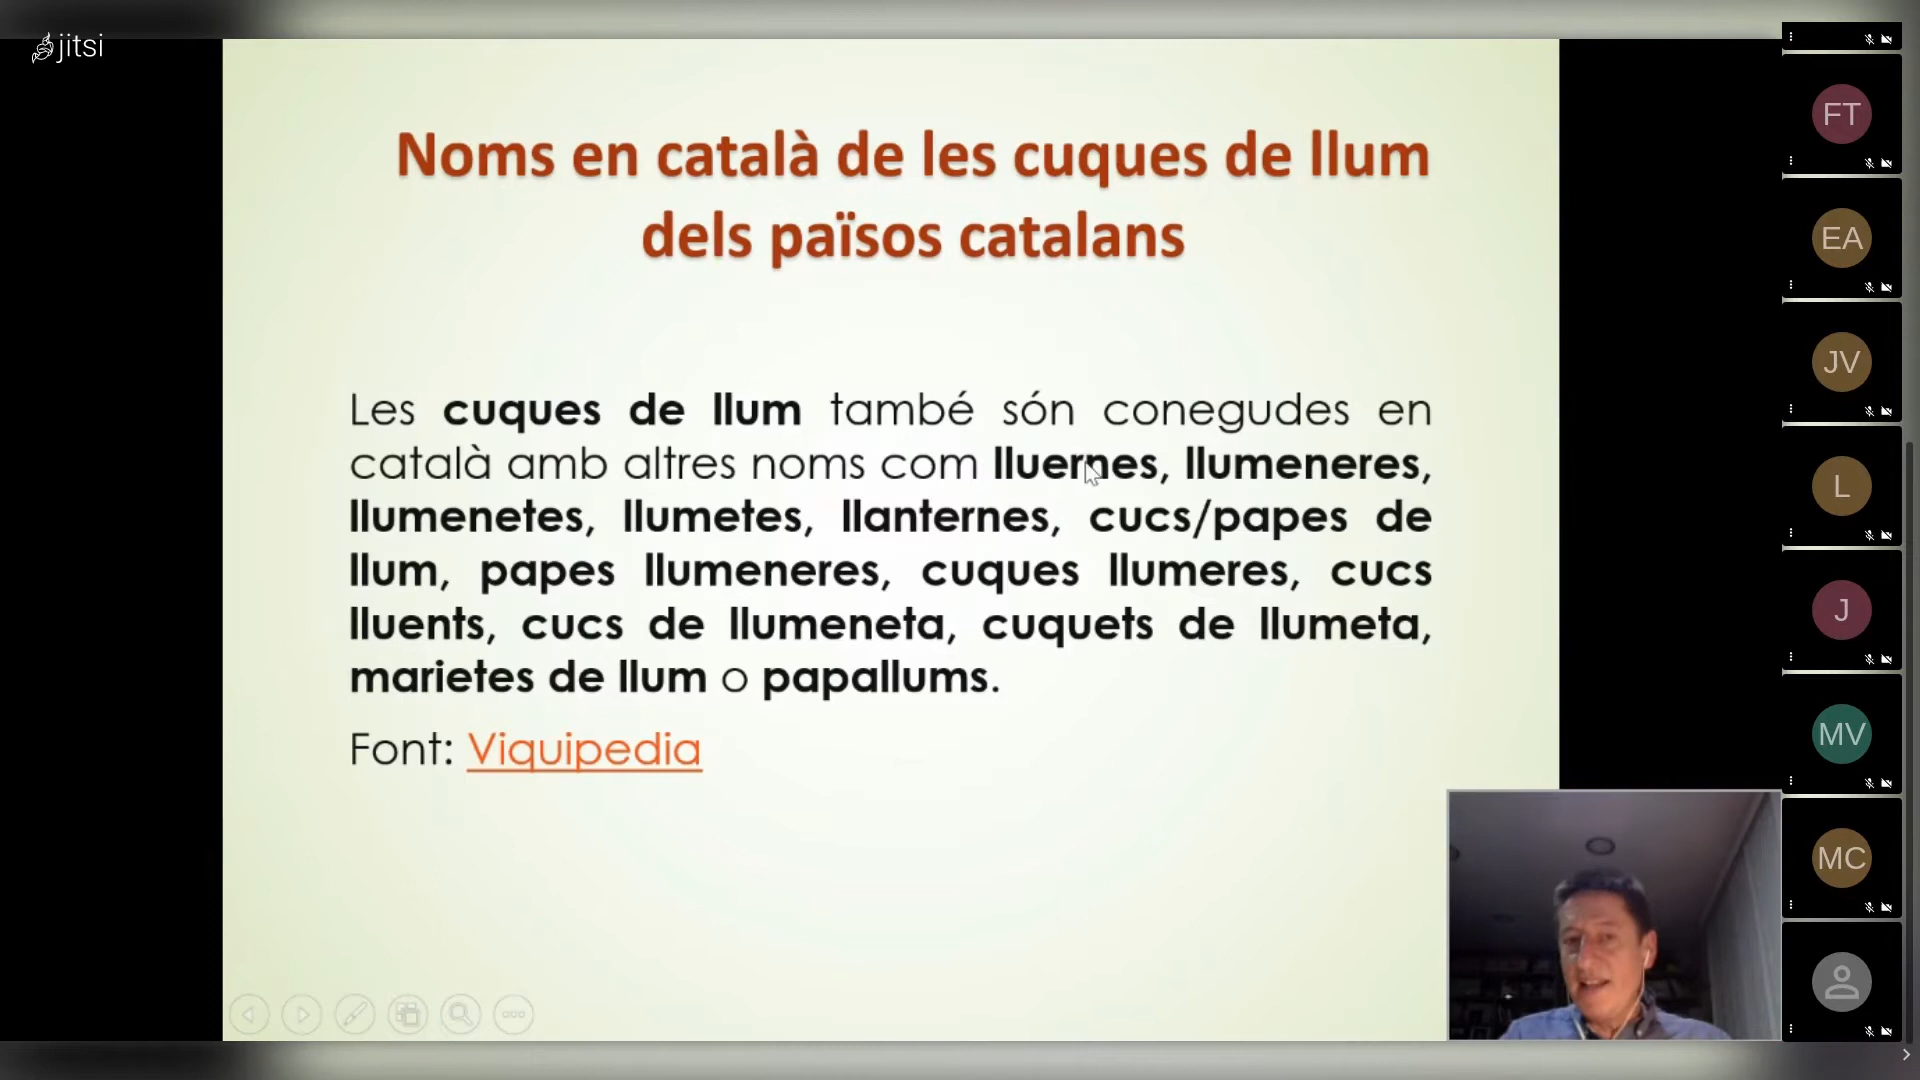 jitsi
Noms en català de les cuques de llum
dels països catalans
Les cuques de llum també són conegudes en
català amb altres noms com lluernes, llumeneres,
llumenetes, llumetes, llanternes, cucs/papes de
llum, papes llumeneres, cuques llumeres, cucs
lluents, cucs de llumeneta, cuquets de llumeta,
marietes de llum o papallums.
Font: Viquipedia
FT
EA
JV
L
J
MV
MC